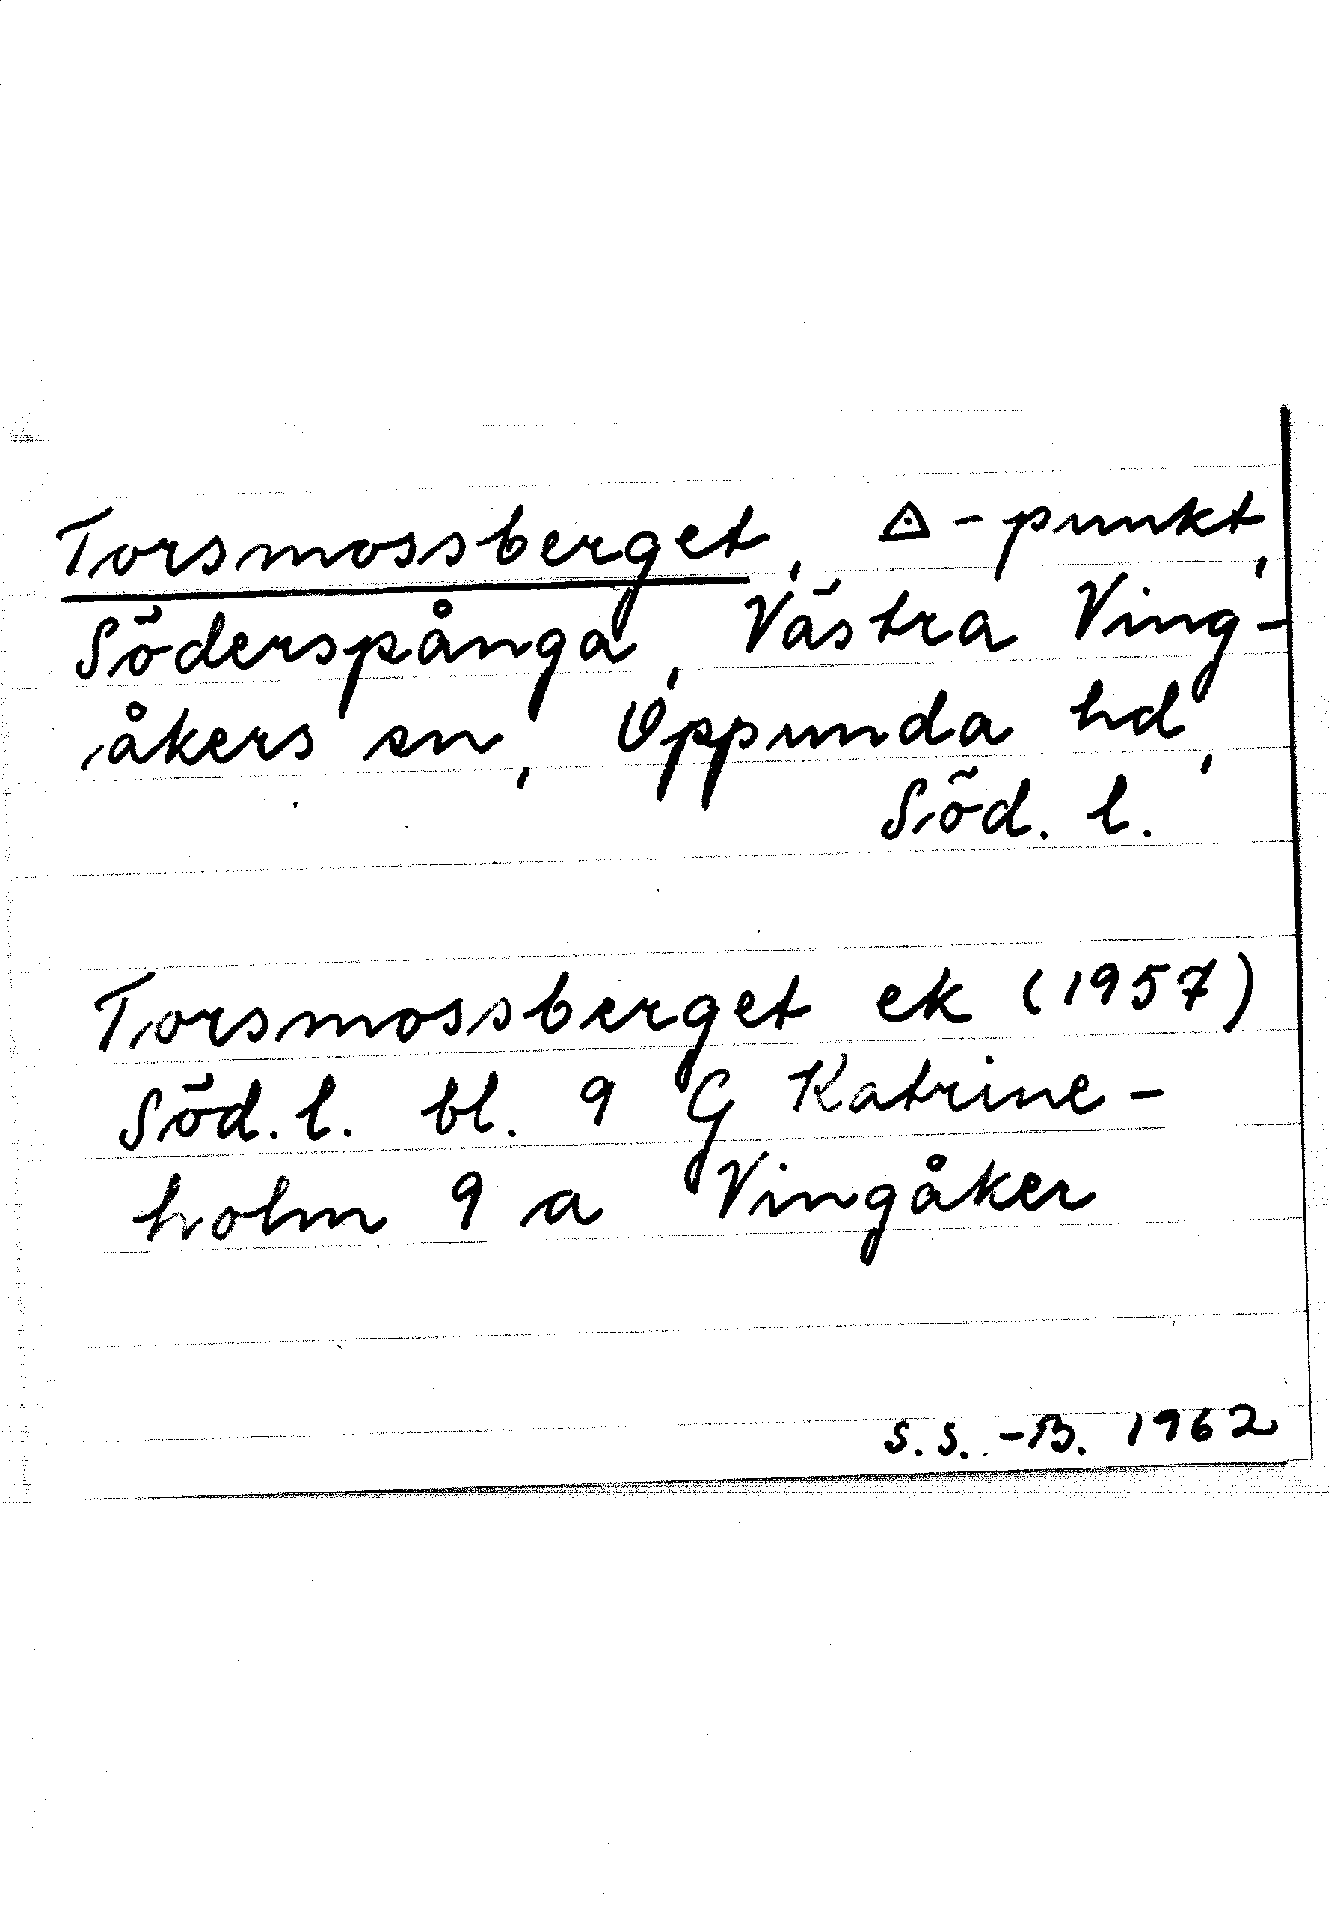 Torsmossberget, ◬-punkt,
Söderspånga, Västra Ving-
åkers sn, Oppunda hd,
Söd. l.
Torsmossberget ek (1957)
Söd. l. bl. 9 G Katrine-
holm 9 a Vingåker
S. S. -B. 1962